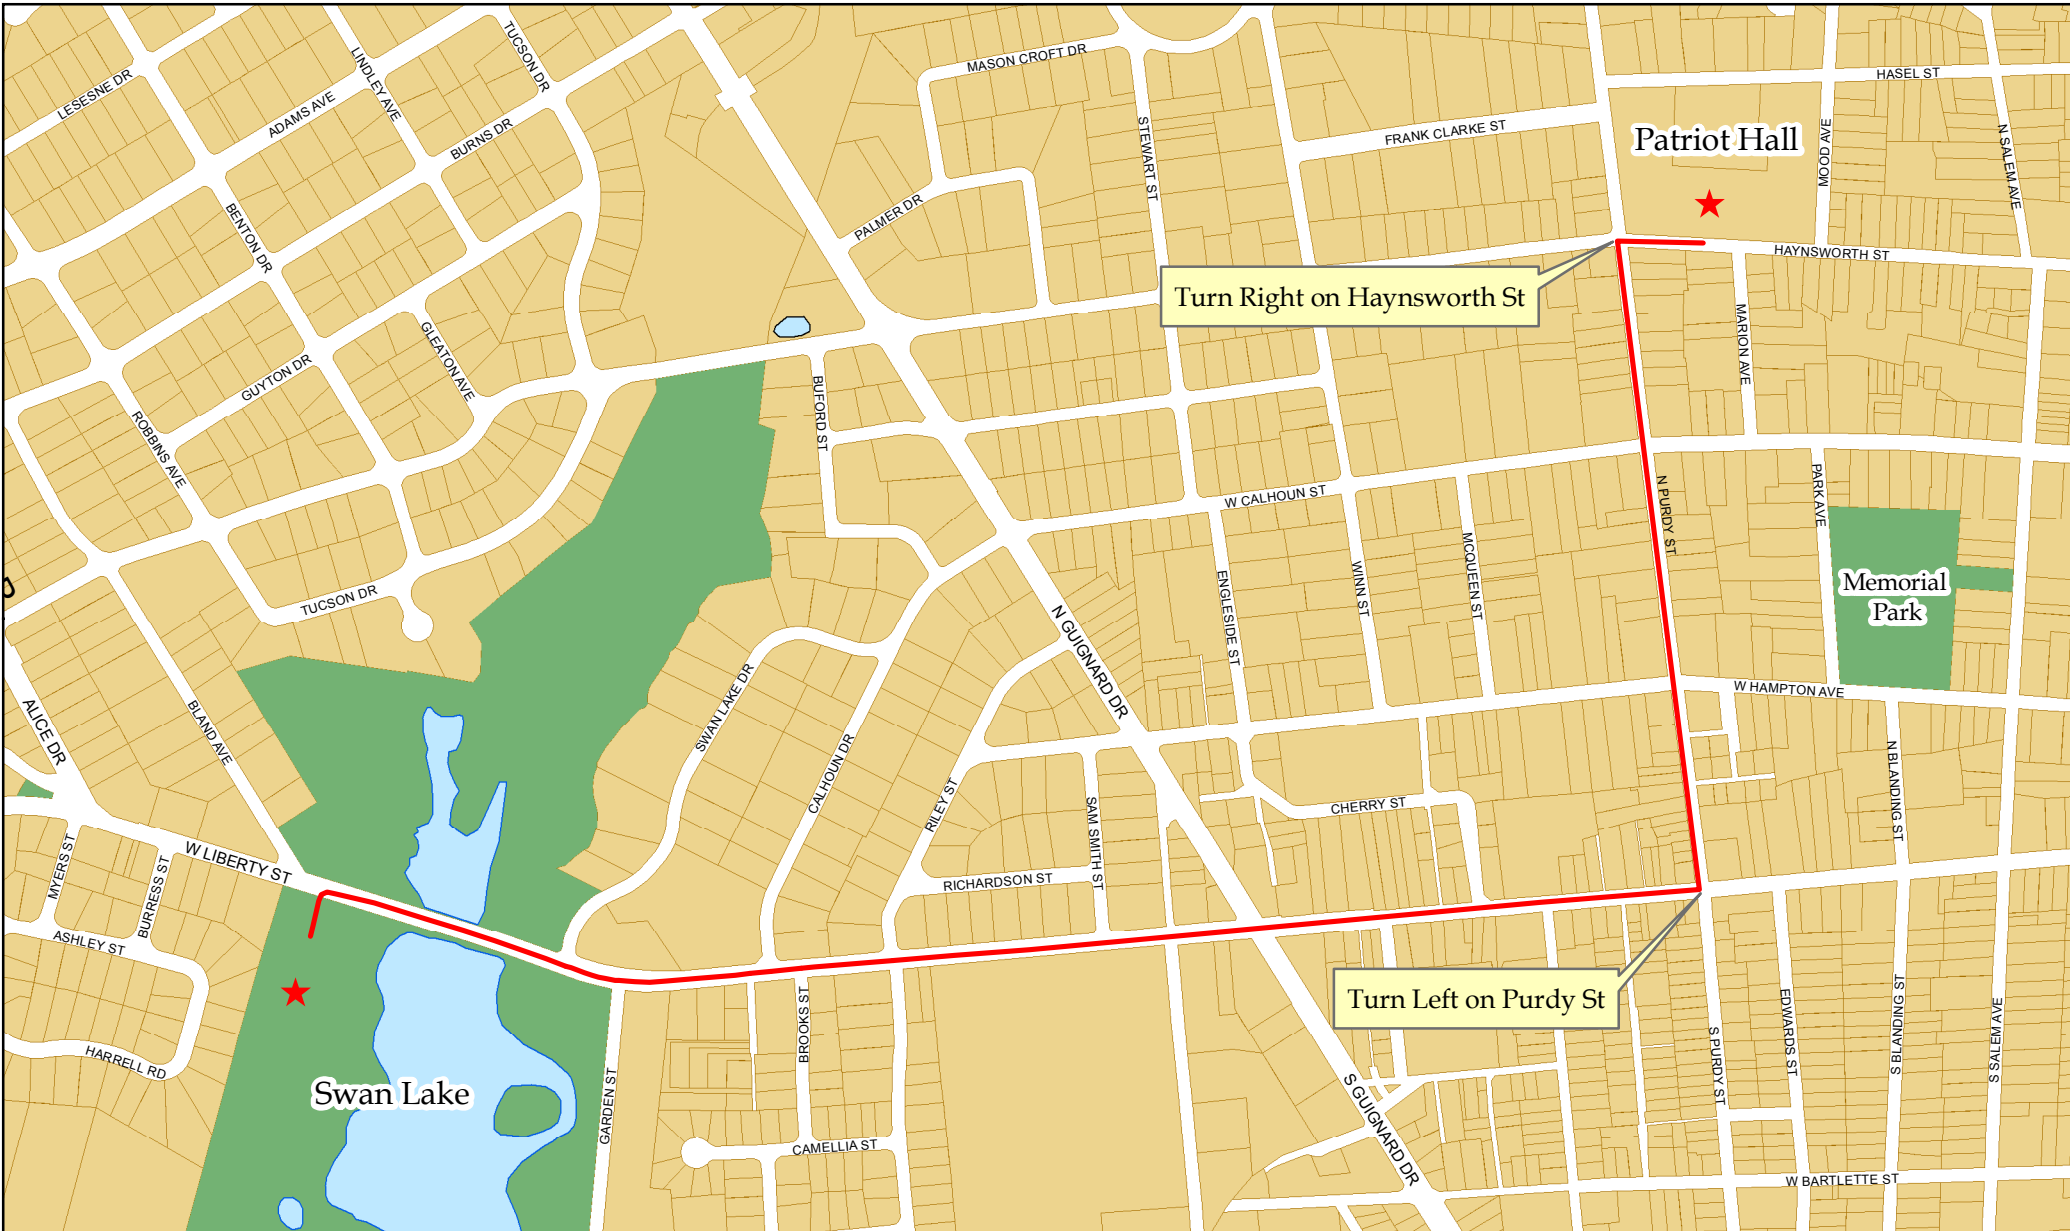 LESESNE DR
LINDLEY AVE
TUCSON DR
ADAMS AVE
BURNS DR
MASON CROFT DR
HASEL ST
STEWART ST
FRANK CLARKE ST
Patriot Hall
MOOD AVE
N SALEM AVE
BENTON DR
PALMER DR
HAYNSWORTH ST
Turn Right on Haynsworth St
MARION AVE
GLEATON AVE
GUYTON DR
BUFORD ST
ROBBINS AVE
W CALHOUN ST
N PURDY ST
PARK AVE
MCQUEEN ST
WINN ST
ENGLESIDE ST
Memorial
Park
TUCSON DR
N GUIGNARD DR
SWAN LAKE DR
W HAMPTON AVE
ALICE DR
BLAND AVE
CALHOUN DR
RILEY ST
SAM SMITH ST
CHERRY ST
N BLANDING ST
MYERS ST
BURRESS ST
W LIBERTY ST
RICHARDSON ST
ASHLEY ST
Turn Left on Purdy St
BROOKS ST
EDWARDS ST
S BLANDING ST
S SALEM AVE
HARRELL RD
Swan Lake
GARDEN ST
S GUIGNARD DR
S PURDY ST
CAMELLIA ST
W BARTLETTE ST